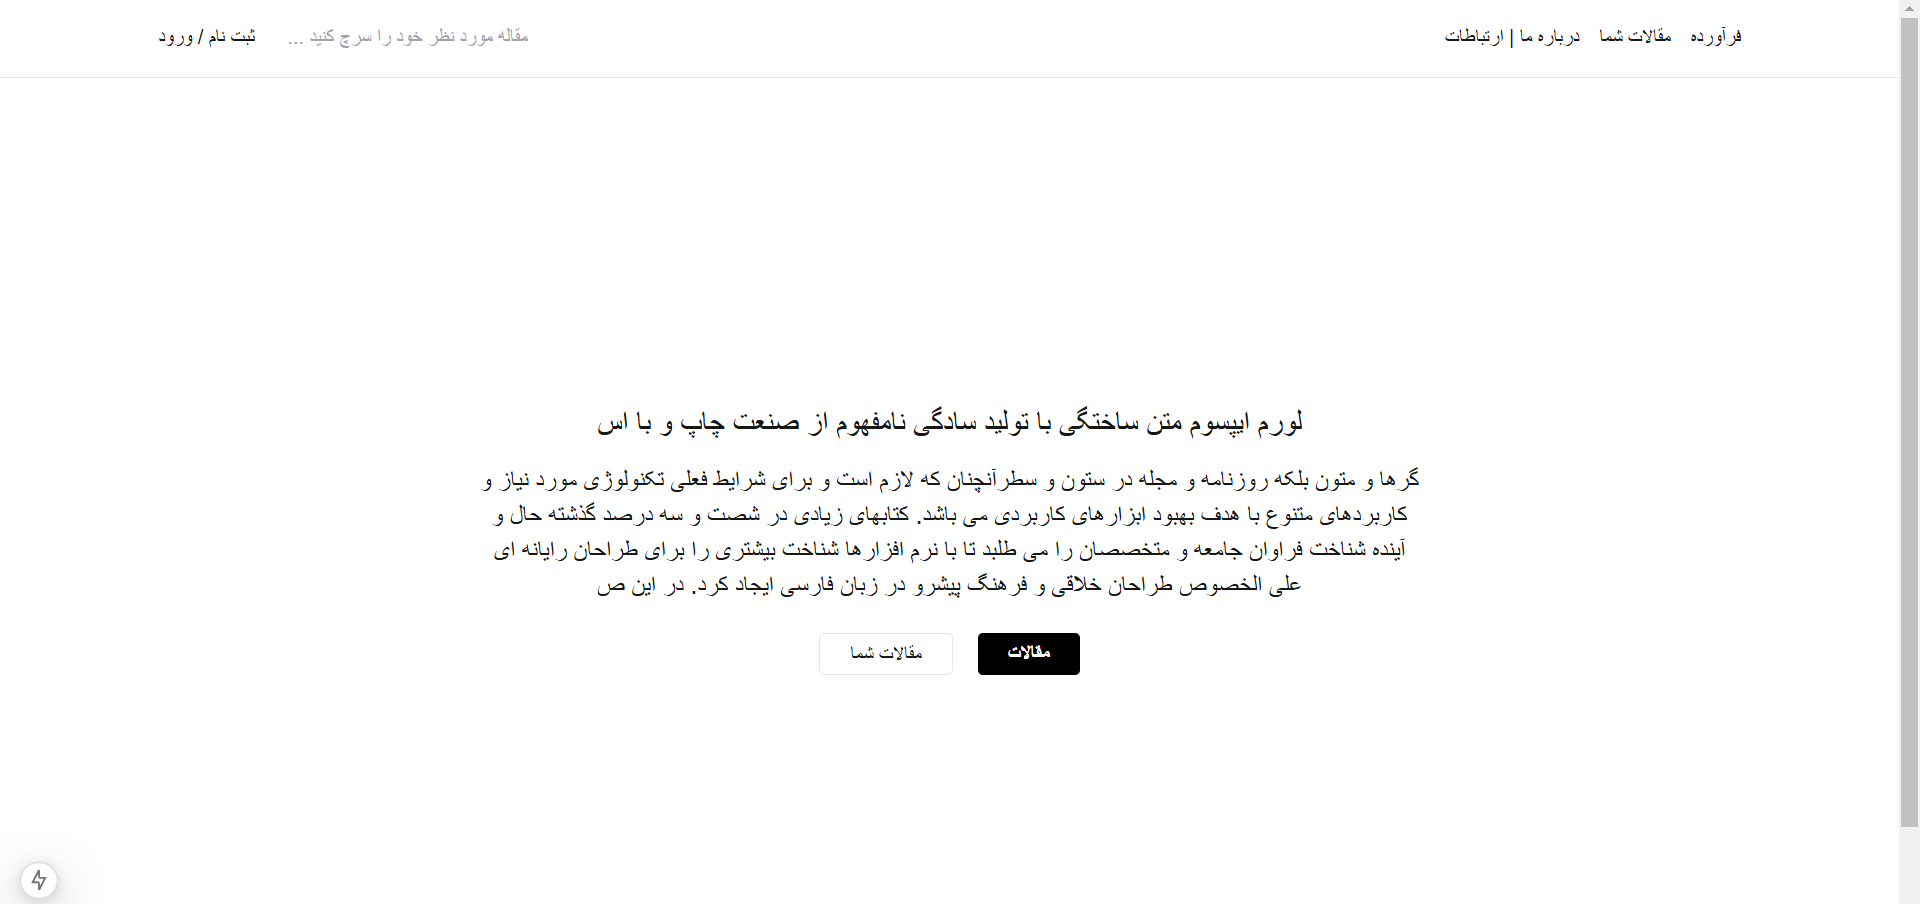 فرآورده مقالات شما درباره ما | ارتباطات مقاله مورد نظر خود را سرچ کنید ... ثبت نام / ورود
لورم ایپسوم متن ساختگی با تولید سادگی نامفهوم از صنعت چاپ و با اس
گرها و متون بلکه روزنامه و مجله در ستون و سطرآنچنان که لازم است و برای شرایط فعلی تکنولوژی مورد نیاز و
کاربردهای متنوع با هدف بهبود ابزارهای کاربردی می باشد. کتابهای زیادی در شصت و سه درصد گذشته حال و
آینده شناخت فراوان جامعه و متخصصان را می طلبد تا با نرم افزارها شناخت بیشتری را برای طراحان رایانه ای
علی الخصوص طراحان خلاقی و فرهنگ پیشرو در زبان فارسی ایجاد کرد. در این ص
مقالات مقالات شما